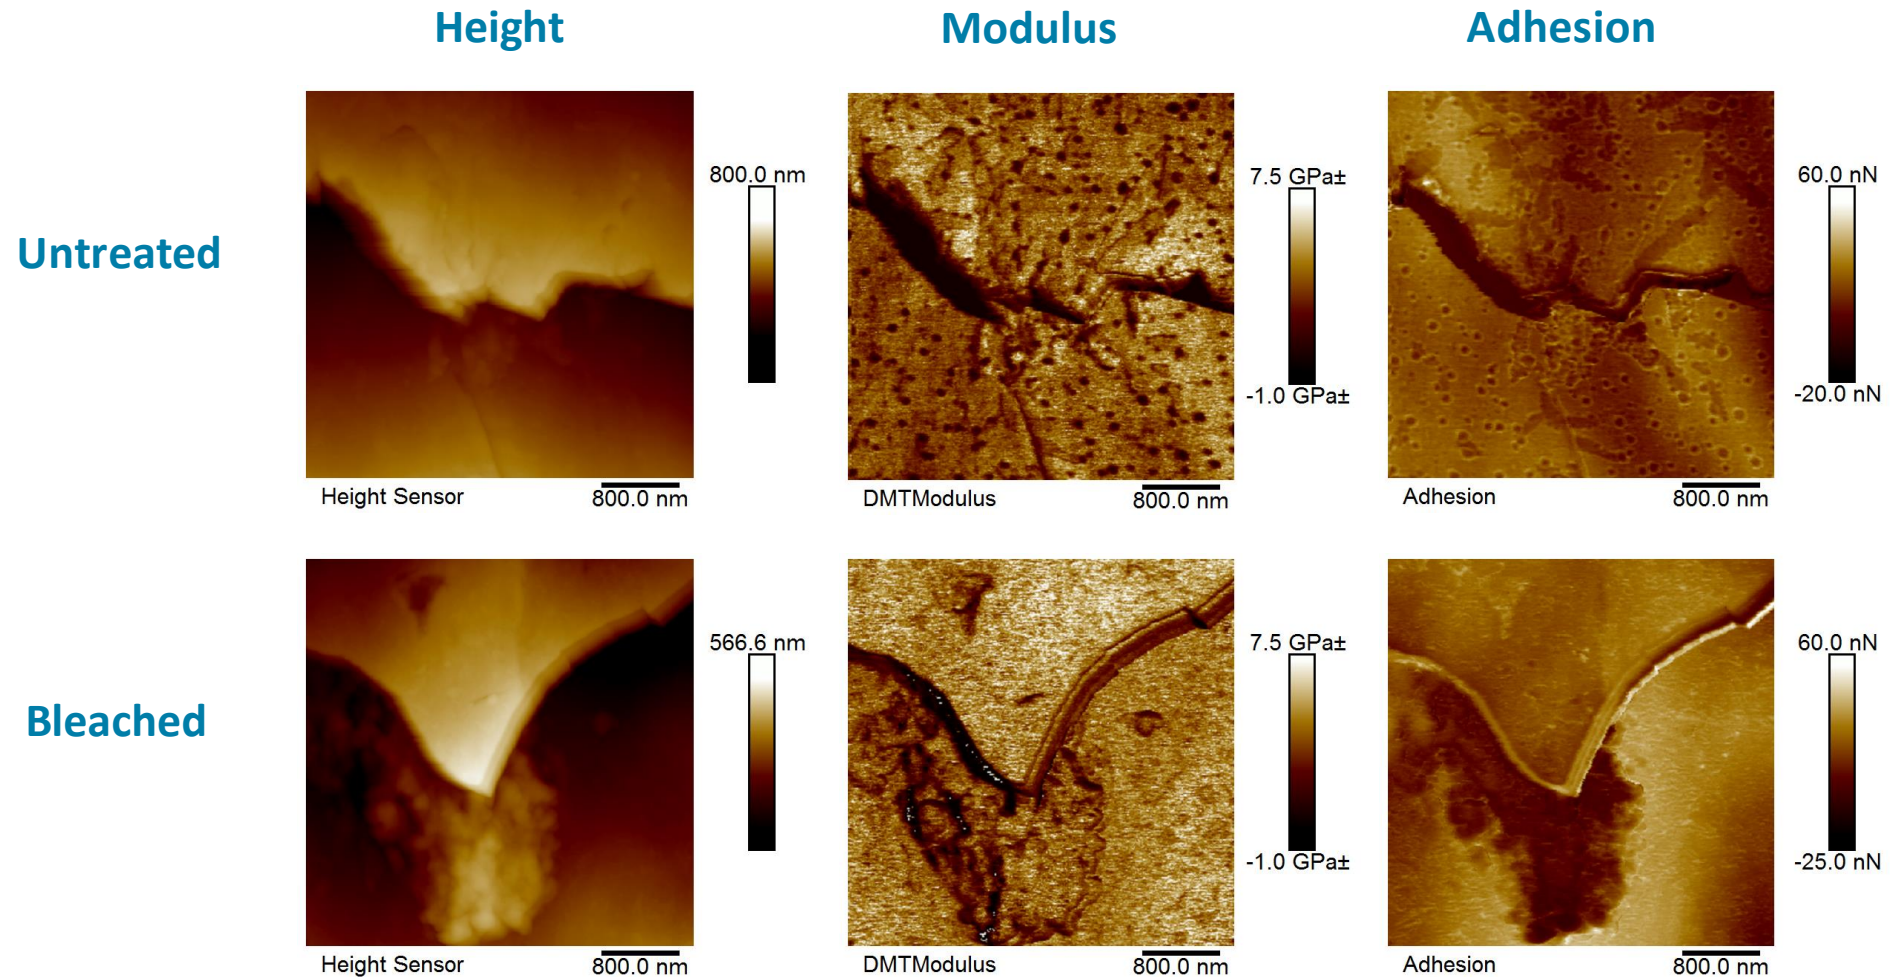 Height
Modulus
Adhesion
Untreated
800.0 nm
7.5 GPa±
-1.0 GPa±
60.0 nN
-20.0 nN
Height Sensor
800.0 nm
DMTModulus
800.0 nm
Adhesion
800.0 nm
Bleached
566.6 nm
7.5 GPa±
-1.0 GPa±
60.0 nN
-25.0 nN
Height Sensor
800.0 nm
DMTModulus
800.0 nm
Adhesion
800.0 nm